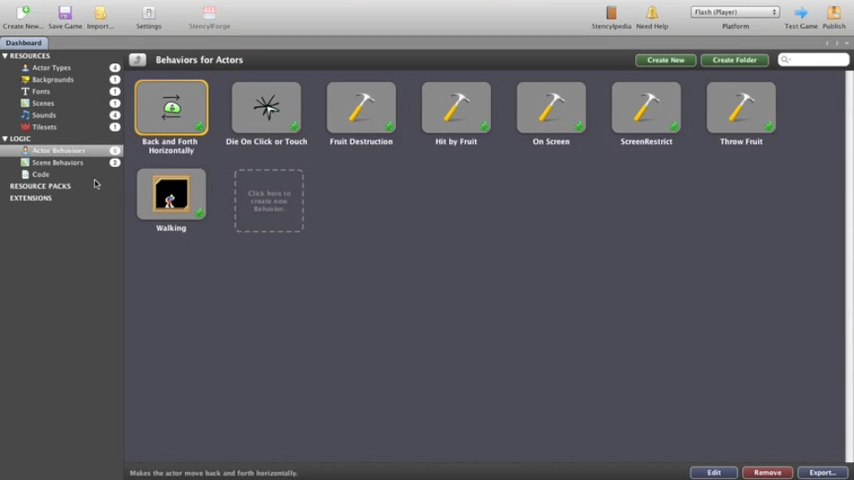 Create New... Save Game Import... Settings StencylForge Stencylpedia Need Help Flash (Player) Platform Test Game Publish
Dashboard
RESOURCES
Actor Types 4
Backgrounds 1
Fonts 1
Scenes 1
Sounds 4
Tilesets 1
LOGIC
Actor Behaviors 8
Scene Behaviors 2
Code
RESOURCE PACKS
EXTENSIONS
Behaviors for Actors Create New Create Folder
Back and Forth
Horizontally
Die On Click or Touch
Fruit Destruction
Hit by Fruit
On Screen
ScreenRestrict
Throw Fruit
Walking
Click here to
create new
Behavior.
Makes the actor move back and forth horizontally. Edit Remove Export...